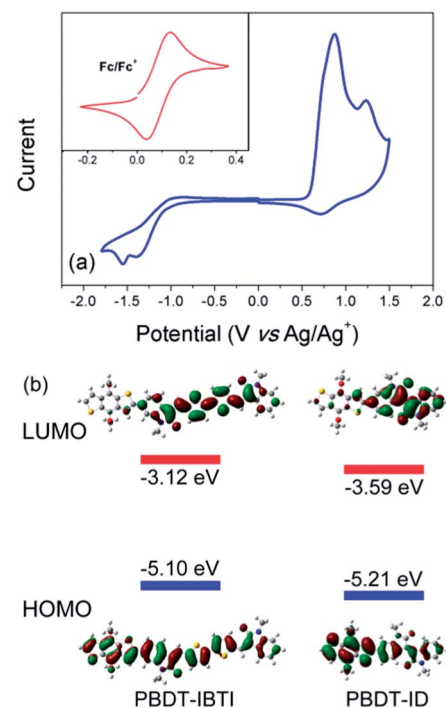 Fc/Fc⁺
-0.2 0.0 0.2 0.4
Current
(a)
-2.0 -1.5 -1.0 -0.5 0.0 0.5 1.0 1.5 2.0
Potential (V vs Ag/Ag⁺)
(b)
LUMO
-3.12 eV -3.59 eV
-5.10 eV -5.21 eV
HOMO
PBDT-IBTI PBDT-ID